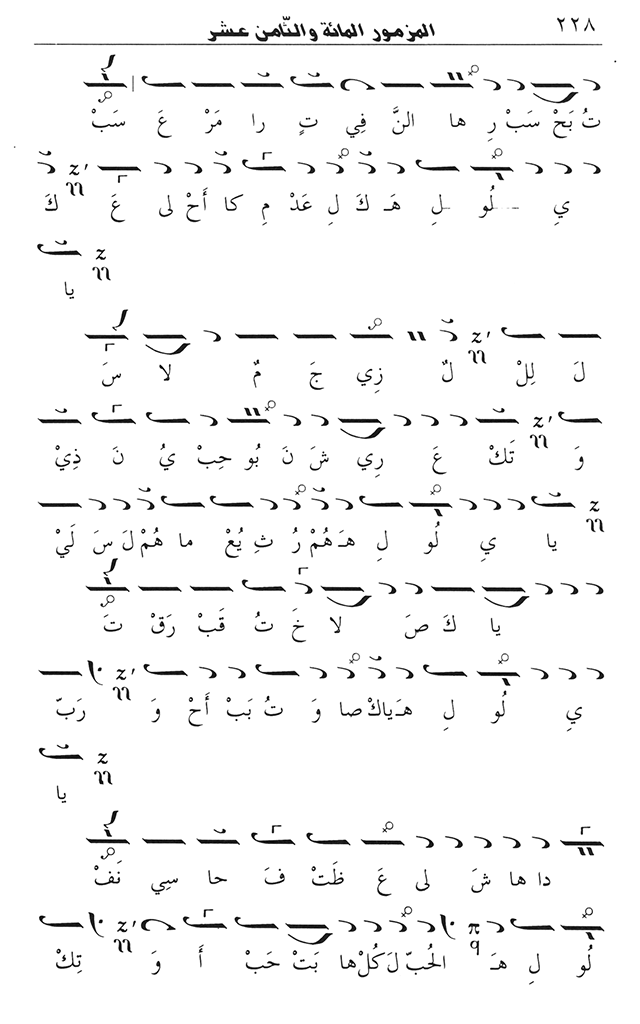 المزمور المائة والثّامن عشر ٢٢٨
سَبْ عَ مَرْ را تٍ فِي النَّ ها رِ سَبْ بَحْ تُ
كَ عَ لى أَحْ كا مِ عَدْ لِ كَ هَـ لِ لُو يِ
يا
سَ لا مٌ جَ زِي لٌ لِلْ لَ
ذِيْ نَ يُ حِبْ بُو نَ شَ رِي عَ تَكْ وَ
لَيْ سَ لَ هُمْ ما يُعْ ثِ رُ هُمْ هَـ لِ لُو يِ يا
تَ رَقْ قَبْ تُ خَ لا صَ كَ يا
رَبّ وَ أَحْ بَبْ تُ وَ صا ياكْ هَـ لِ لُو يِ
يا
نَفْ سِي حا فَ ظَتْ عَ لى شَ ها دا
تِكْ وَ أَ حَبْ بَتْ ها كُلْ لَ الحُبّ هَـ لِ لُو